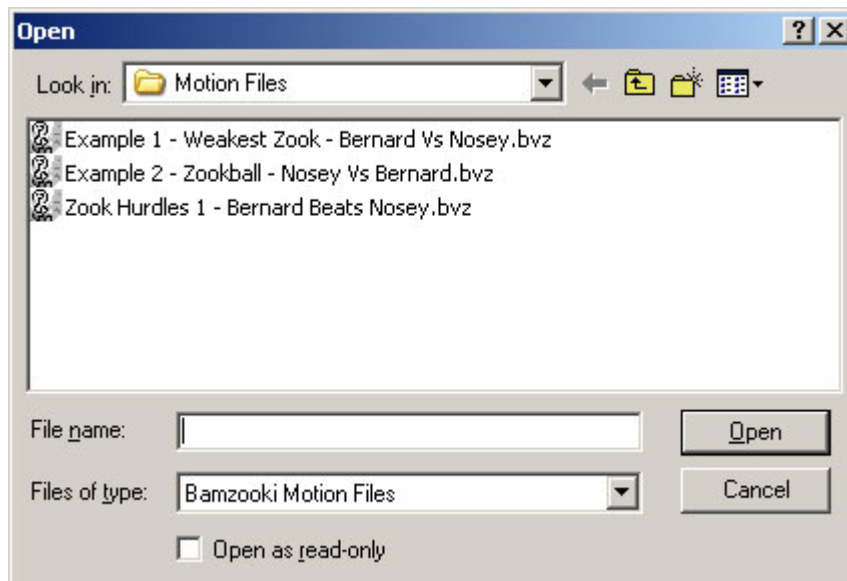 Open
Look in: Motion Files
Example 1 - Weakest Zook - Bernard Vs Nosey.bvz
Example 2 - Zookball - Nosey Vs Bernard.bvz
Zook Hurdles 1 - Bernard Beats Nosey.bvz
File name: Open
Files of type: Bamzooki Motion Files Cancel
Open as read-only